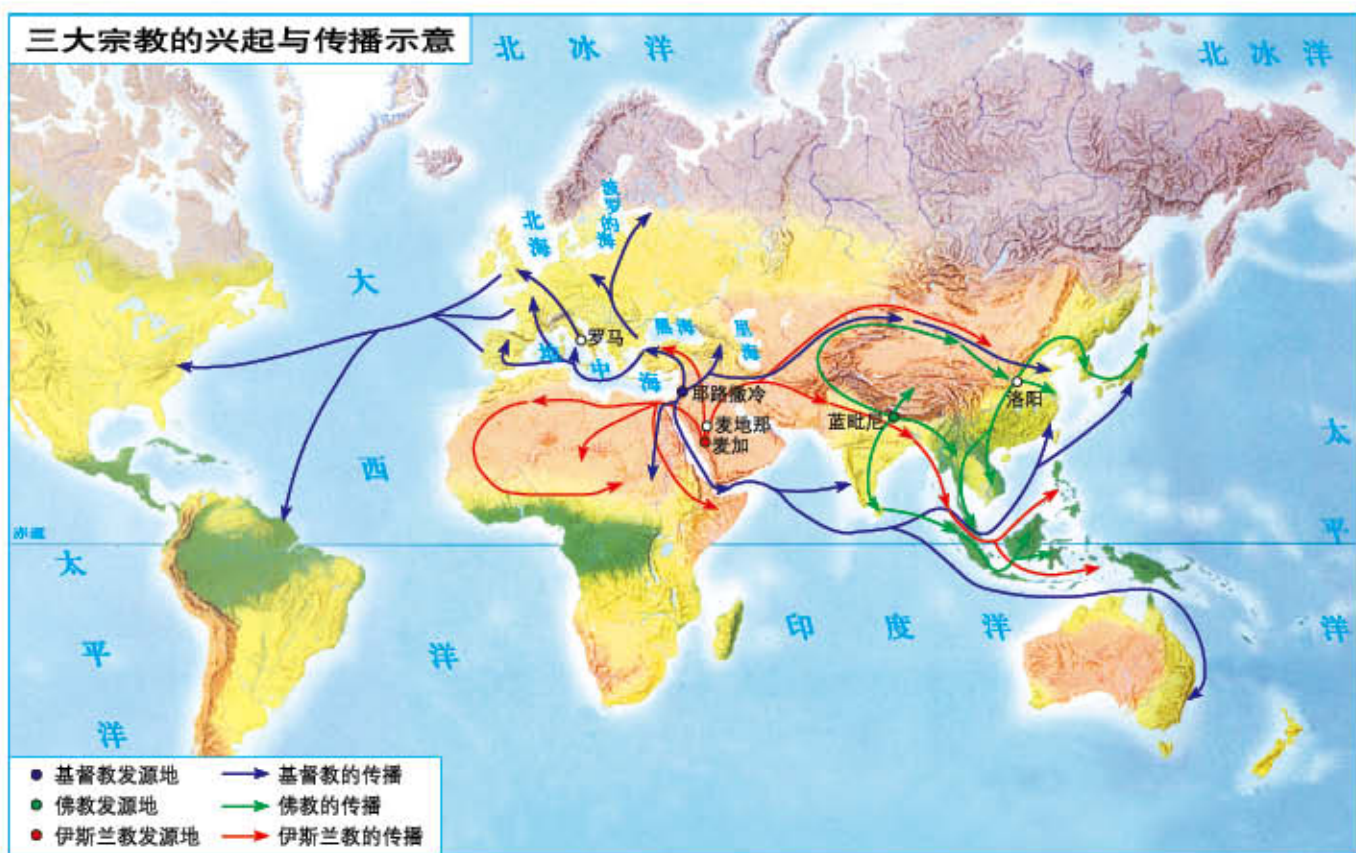 三大宗教的兴起与传播示意
北冰洋
北冰洋
波罗的海
北海
大西洋
黑海
里海
罗马
地中海
耶路撒冷
麦地那
麦加
蓝毗尼
洛阳
太平洋
赤道
太平洋
印度洋
基督教发源地
基督教的传播
佛教发源地
佛教的传播
伊斯兰教发源地
伊斯兰教的传播